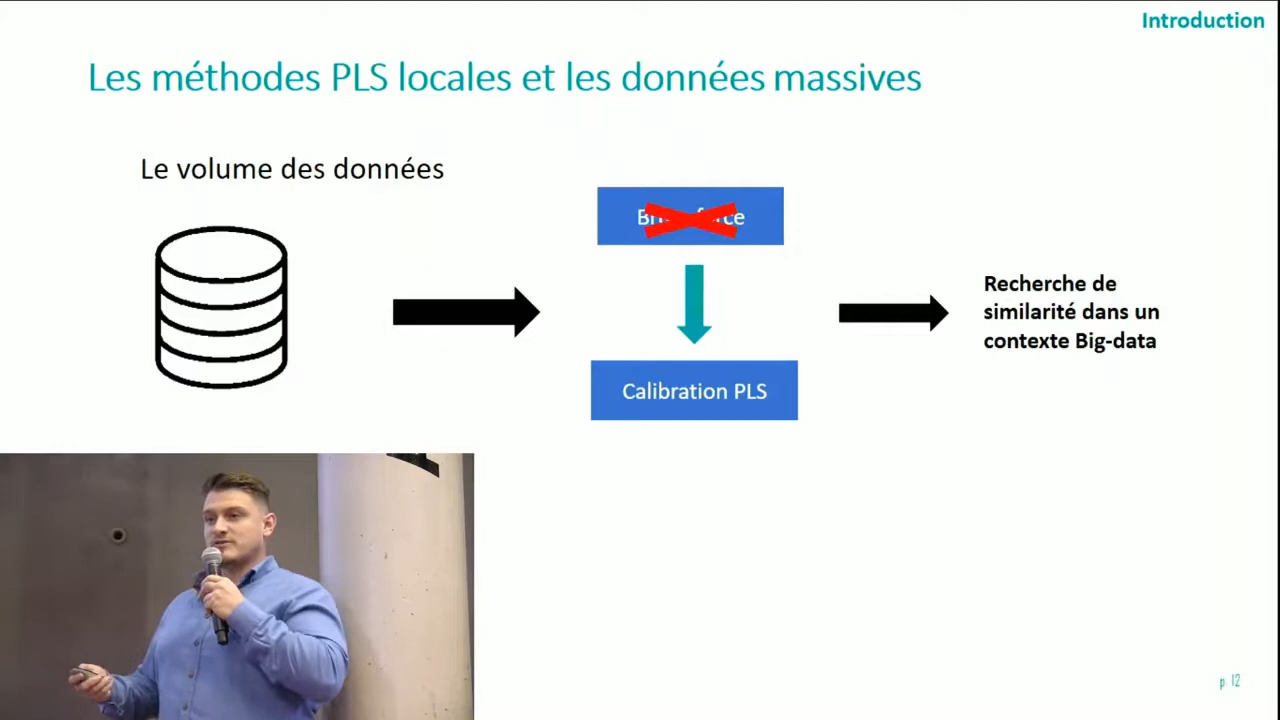 Introduction
Les méthodes PLS locales et les données massives
Le volume des données
Recherche de
similarité dans un
contexte Big-data
Calibration PLS
p 12